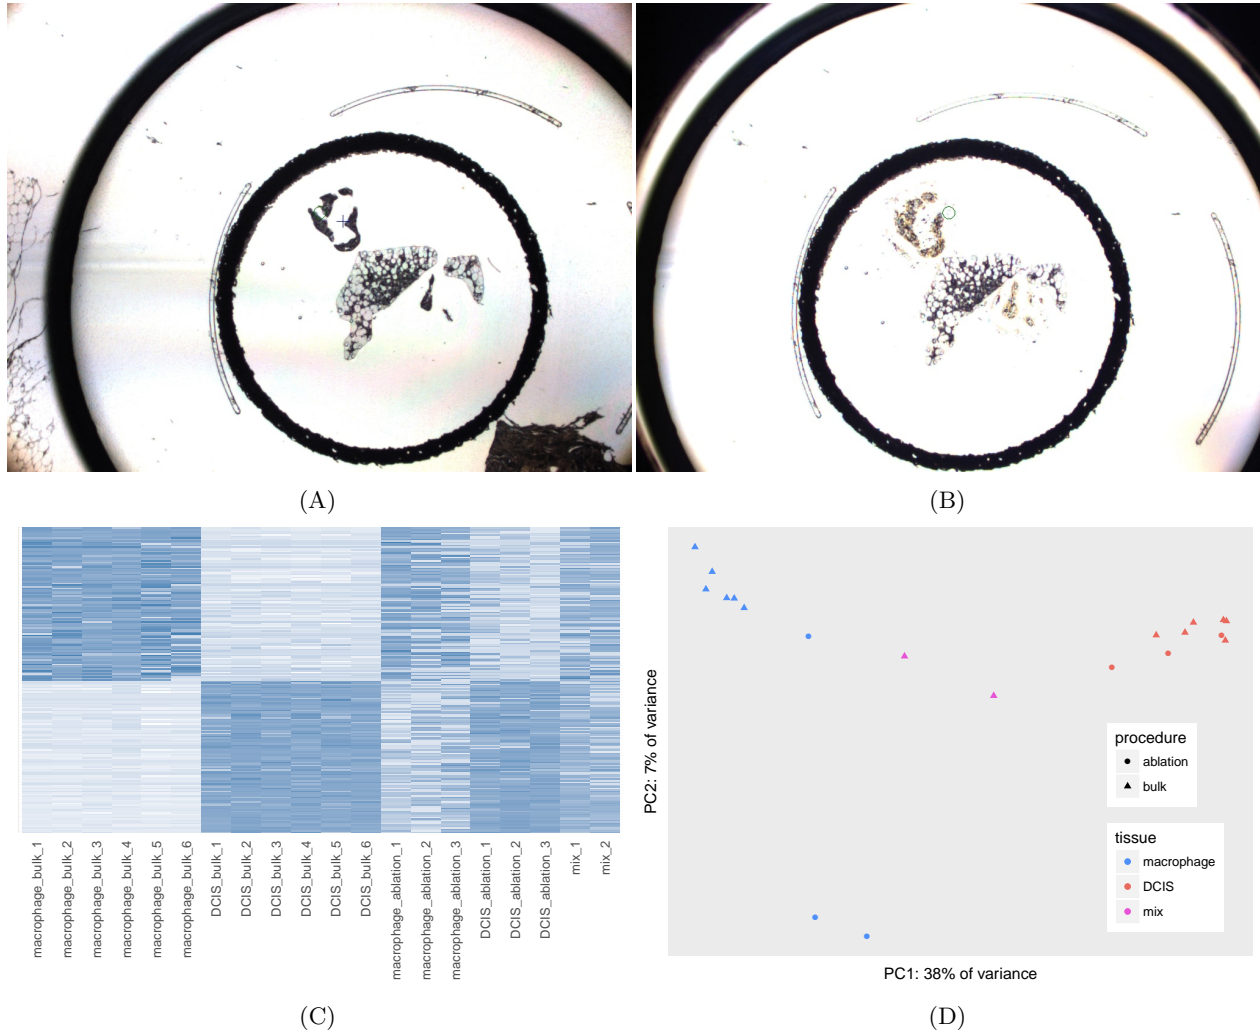 (A)
(B)
macrophage_bulk_1
macrophage_bulk_2
macrophage_bulk_3
macrophage_bulk_4
macrophage_bulk_5
macrophage_bulk_6
DCIS_bulk_1
DCIS_bulk_2
DCIS_bulk_3
DCIS_bulk_4
DCIS_bulk_5
DCIS_bulk_6
macrophage_ablation_1
macrophage_ablation_2
macrophage_ablation_3
DCIS_ablation_1
DCIS_ablation_2
DCIS_ablation_3
mix_1
mix_2
(C)
PC2: 7% of variance
procedure
ablation
bulk
tissue
macrophage
DCIS
mix
PC1: 38% of variance
(D)